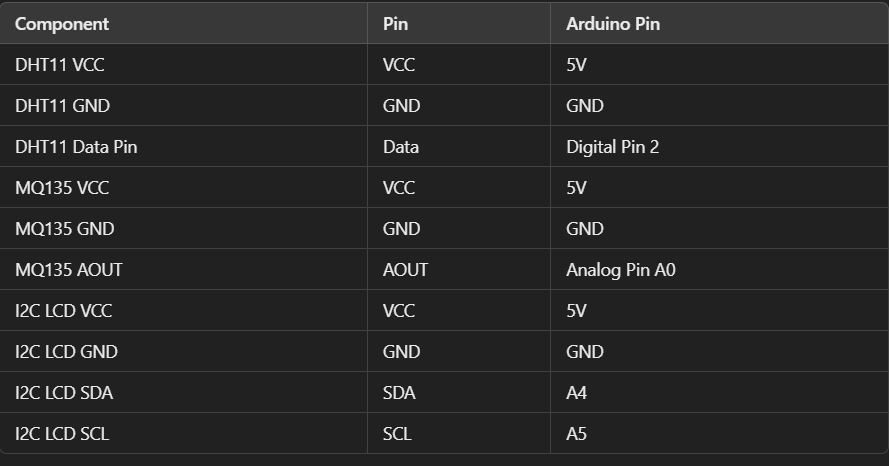 Component Pin Arduino Pin
DHT11 VCC VCC 5V
DHT11 GND GND GND
DHT11 Data Pin Data Digital Pin 2
MQ135 VCC VCC 5V
MQ135 GND GND GND
MQ135 AOUT AOUT Analog Pin A0
I2C LCD VCC VCC 5V
I2C LCD GND GND GND
I2C LCD SDA SDA A4
I2C LCD SCL SCL A5